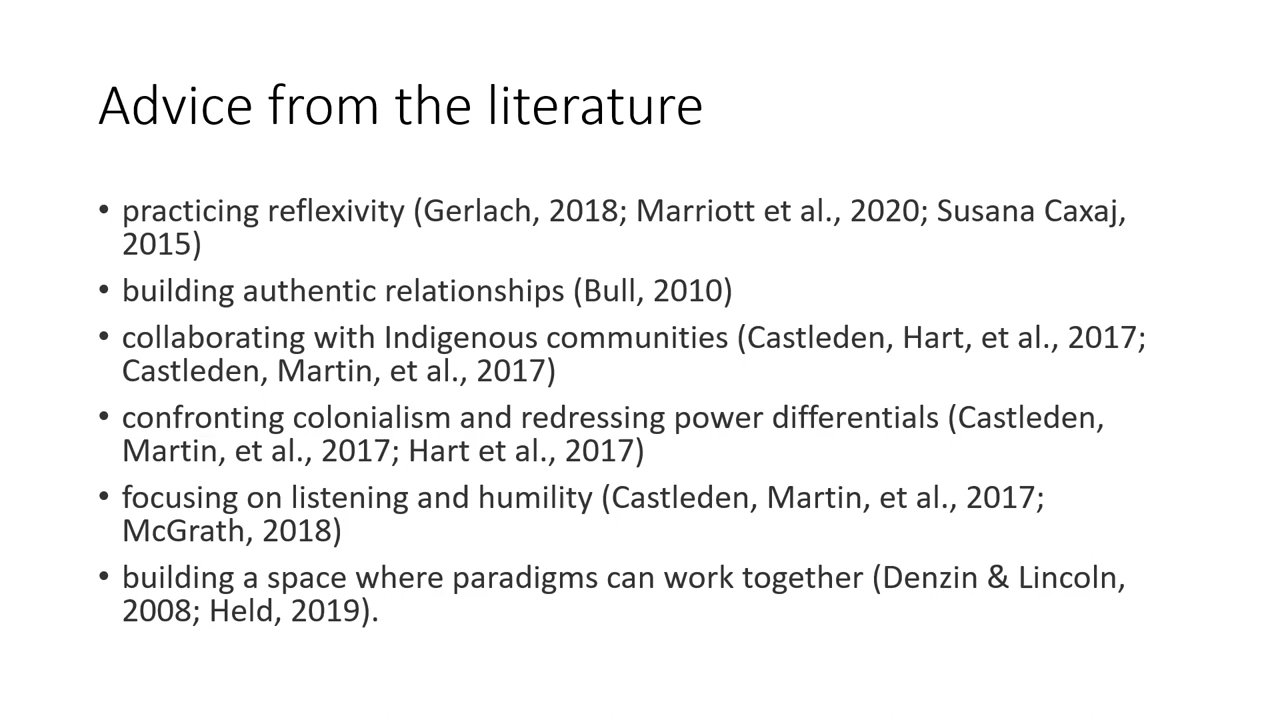 Advice from the literature
• practicing reflexivity (Gerlach, 2018; Marriott et al., 2020; Susana Caxaj,
2015)
• building authentic relationships (Bull, 2010)
• collaborating with Indigenous communities (Castleden, Hart, et al., 2017;
Castleden, Martin, et al., 2017)
• confronting colonialism and redressing power differentials (Castleden,
Martin, et al., 2017; Hart et al., 2017)
• focusing on listening and humility (Castleden, Martin, et al., 2017;
McGrath, 2018)
• building a space where paradigms can work together (Denzin & Lincoln,
2008; Held, 2019).